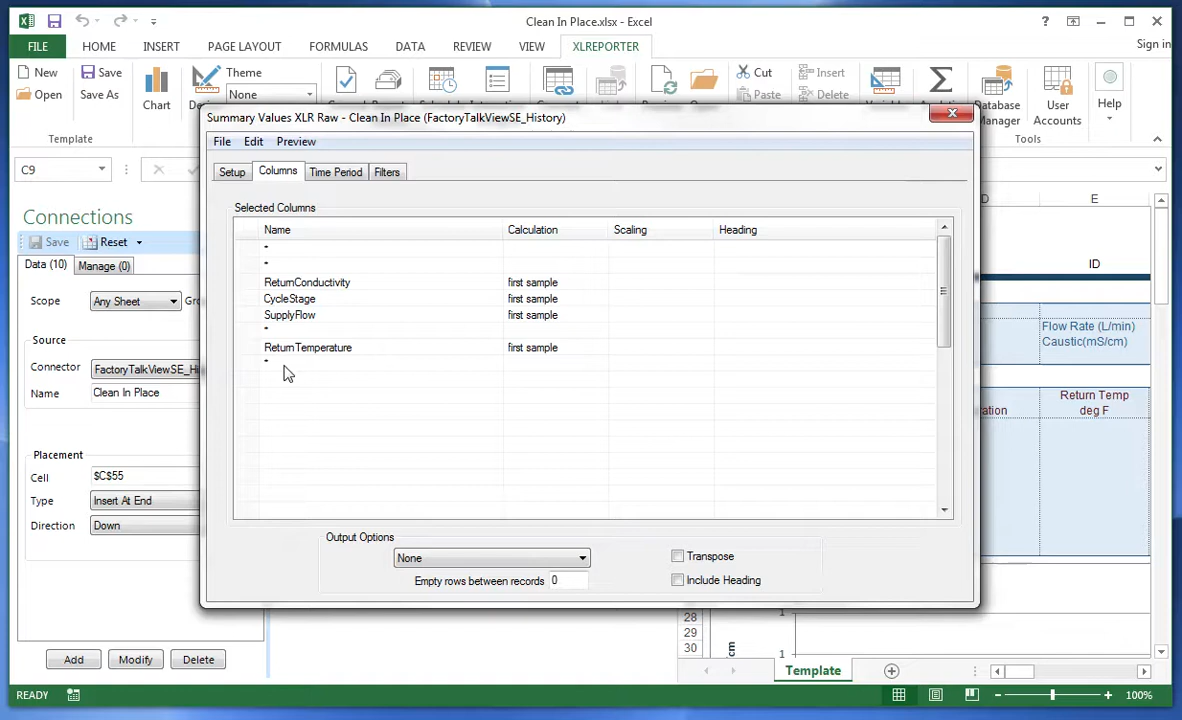 Clean In Place.xlsx - Excel
FILE HOME INSERT PAGE LAYOUT FORMULAS DATA REVIEW VIEW XLREPORTER Sign in
New Save Theme Cut Insert
Open Save As Chart None Paste Delete Database Manager User Accounts Help
Template Tools
Summary Values XLR Raw - Clean In Place (FactoryTalkViewSE_History)
File Edit Preview
C9
Setup Columns Time Period Filters
Connections
Save Reset
Data (10) Manage (0)
Scope Any Sheet
Source
Connector FactoryTalkViewSE_Hi
Name Clean In Place
Placement
Cell $C$55
Type Insert At End
Direction Down
Add Modify Delete
Selected Columns
Name Calculation Scaling Heading
*
*
ReturnConductivity first sample
CycleStage first sample
SupplyFlow first sample
*
ReturnTemperature first sample
*
Output Options
None
Transpose
Empty rows between records 0
Include Heading
E
ID
Flow Rate (L/min)
Caustic(mS/cm)
Return Temp
ration deg F
28
29
30
1
1
cm
Template
READY 100%